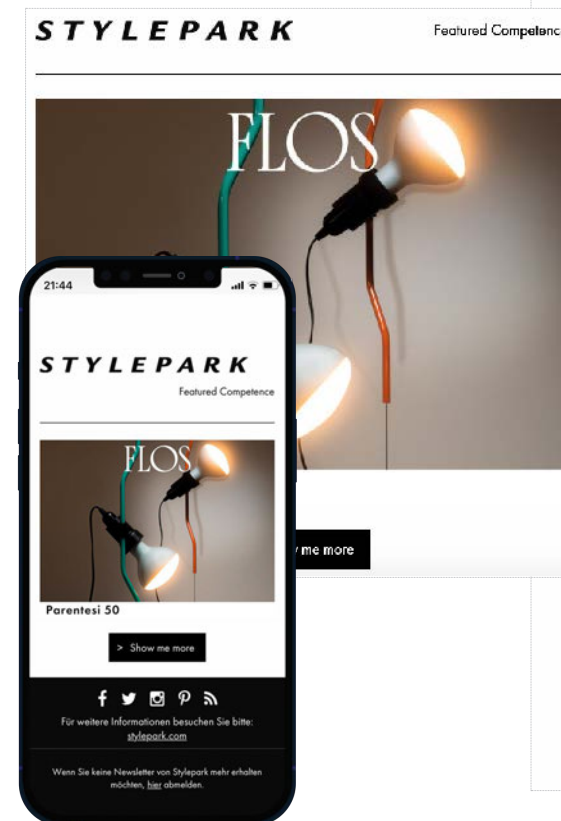 STYLEPARK
Featured Competenc
FLOS
me more
21:44
STYLEPARK
Featured Competence
FLOS
Parentesi 50
> Show me more
Für weitere Informationen besuchen Sie bitte:
stylepark.com
Wenn Sie keine Newsletter von Stylepark mehr erhalten
möchten, hier abmelden.